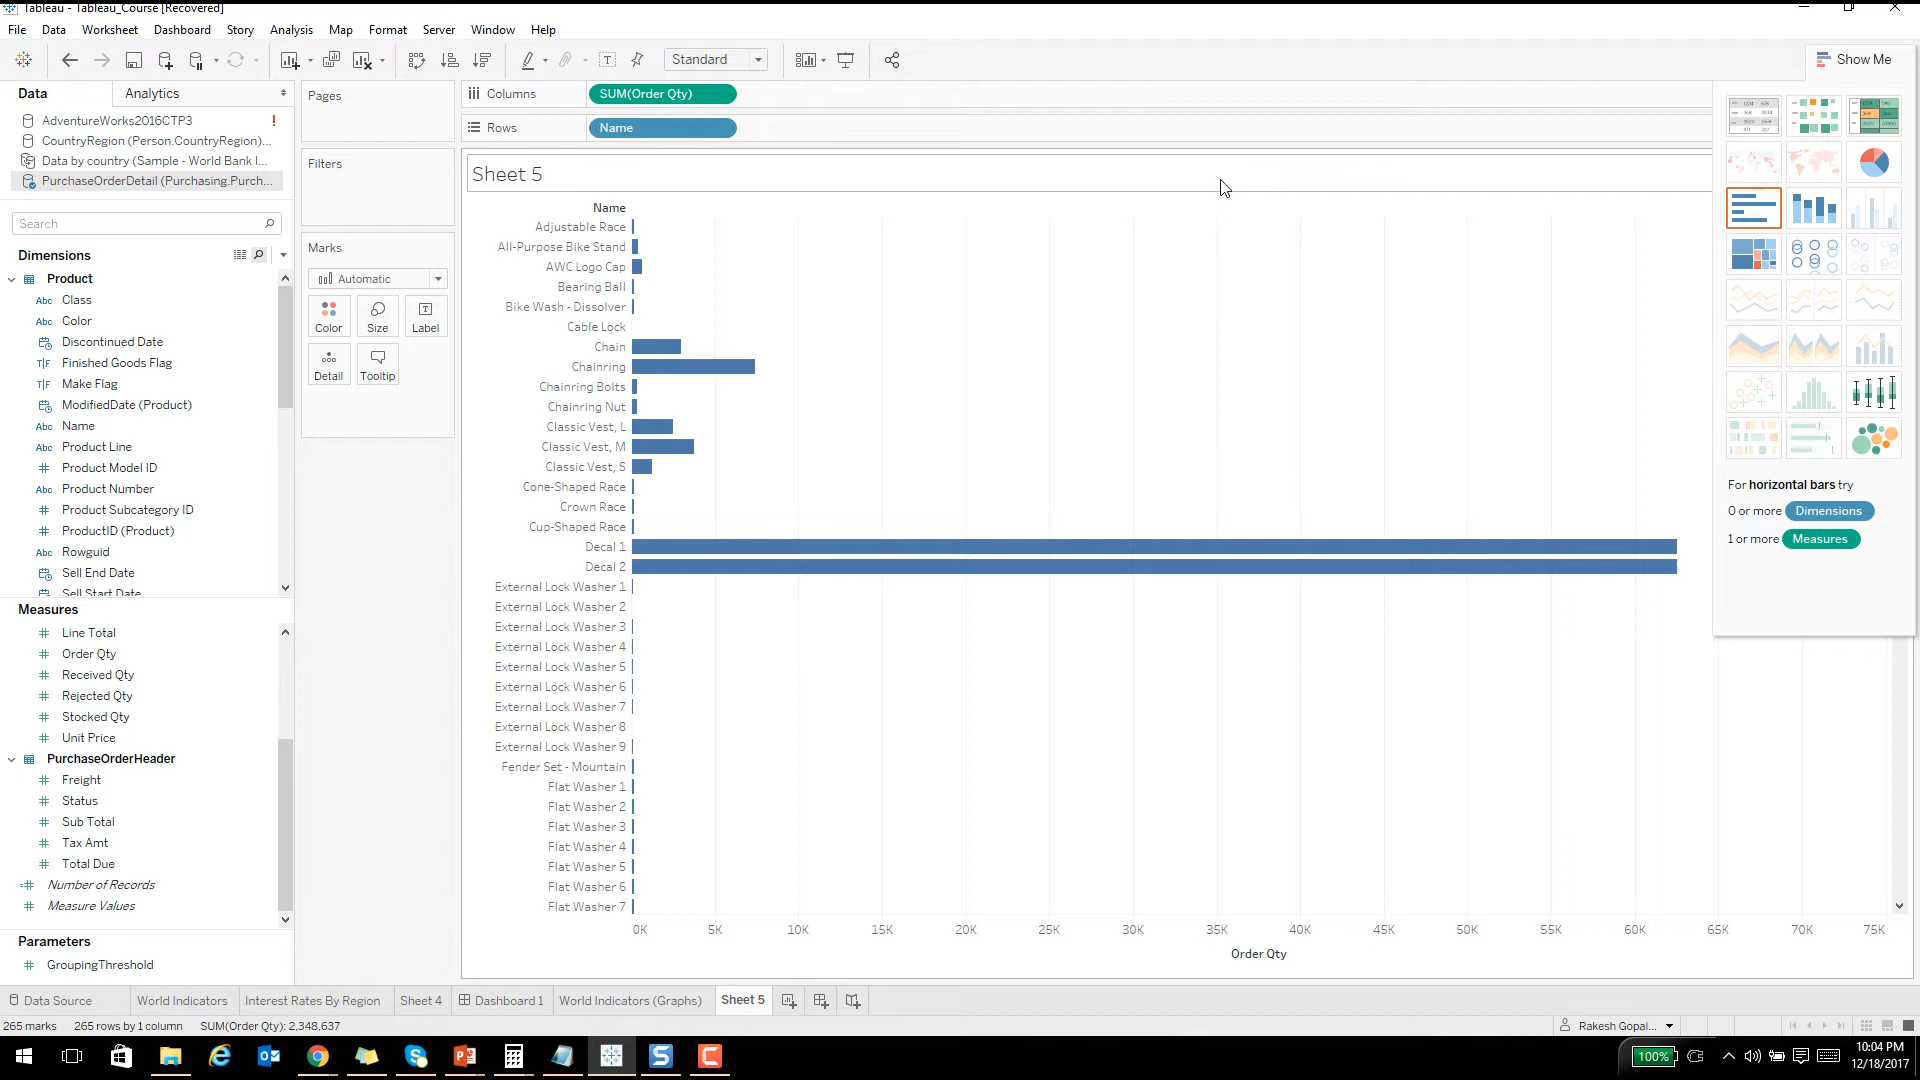 Tableau - Tableau_Course [Recovered]
File Data Worksheet Dashboard Story Analysis Map Format Server Window Help
Standard
Show Me
Data Analytics
AdventureWorks2016CTP3 !
CountryRegion (Person.CountryRegion)...
Data by country (Sample - World Bank I...
PurchaseOrderDetail (Purchasing.Purch...
Search
Dimensions
Product
Abc Class
Abc Color
Discontinued Date
T|F Finished Goods Flag
T|F Make Flag
ModifiedDate (Product)
Abc Name
Abc Product Line
# Product Model ID
Abc Product Number
# Product Subcategory ID
# ProductID (Product)
Abc Rowguid
Sell End Date
Sell Start Date
Measures
# Line Total
# Order Qty
# Received Qty
# Rejected Qty
# Stocked Qty
# Unit Price
PurchaseOrderHeader
# Freight
# Status
# Sub Total
# Tax Amt
# Total Due
=# Number of Records
# Measure Values
Parameters
# GroupingThreshold
Pages
Filters
Marks
Automatic
Color Size Label
Detail Tooltip
Columns SUM(Order Qty)
Rows Name
Sheet 5
Name
Adjustable Race
All-Purpose Bike Stand
AWC Logo Cap
Bearing Ball
Bike Wash - Dissolver
Cable Lock
Chain
Chainring
Chainring Bolts
Chainring Nut
Classic Vest, L
Classic Vest, M
Classic Vest, S
Cone-Shaped Race
Crown Race
Cup-Shaped Race
Decal 1
Decal 2
External Lock Washer 1
External Lock Washer 2
External Lock Washer 3
External Lock Washer 4
External Lock Washer 5
External Lock Washer 6
External Lock Washer 7
External Lock Washer 8
External Lock Washer 9
Fender Set - Mountain
Flat Washer 1
Flat Washer 2
Flat Washer 3
Flat Washer 4
Flat Washer 5
Flat Washer 6
Flat Washer 7
0K 5K 10K 15K 20K 25K 30K 35K 40K 45K 50K 55K 60K 65K 70K 75K
Order Qty
For horizontal bars try
0 or more Dimensions
1 or more Measures
Data Source World Indicators Interest Rates By Region Sheet 4 Dashboard 1 World Indicators (Graphs) Sheet 5
265 marks 265 rows by 1 column SUM(Order Qty): 2,348,637
Rakesh Gopal...
100%
10:04 PM
12/18/2017